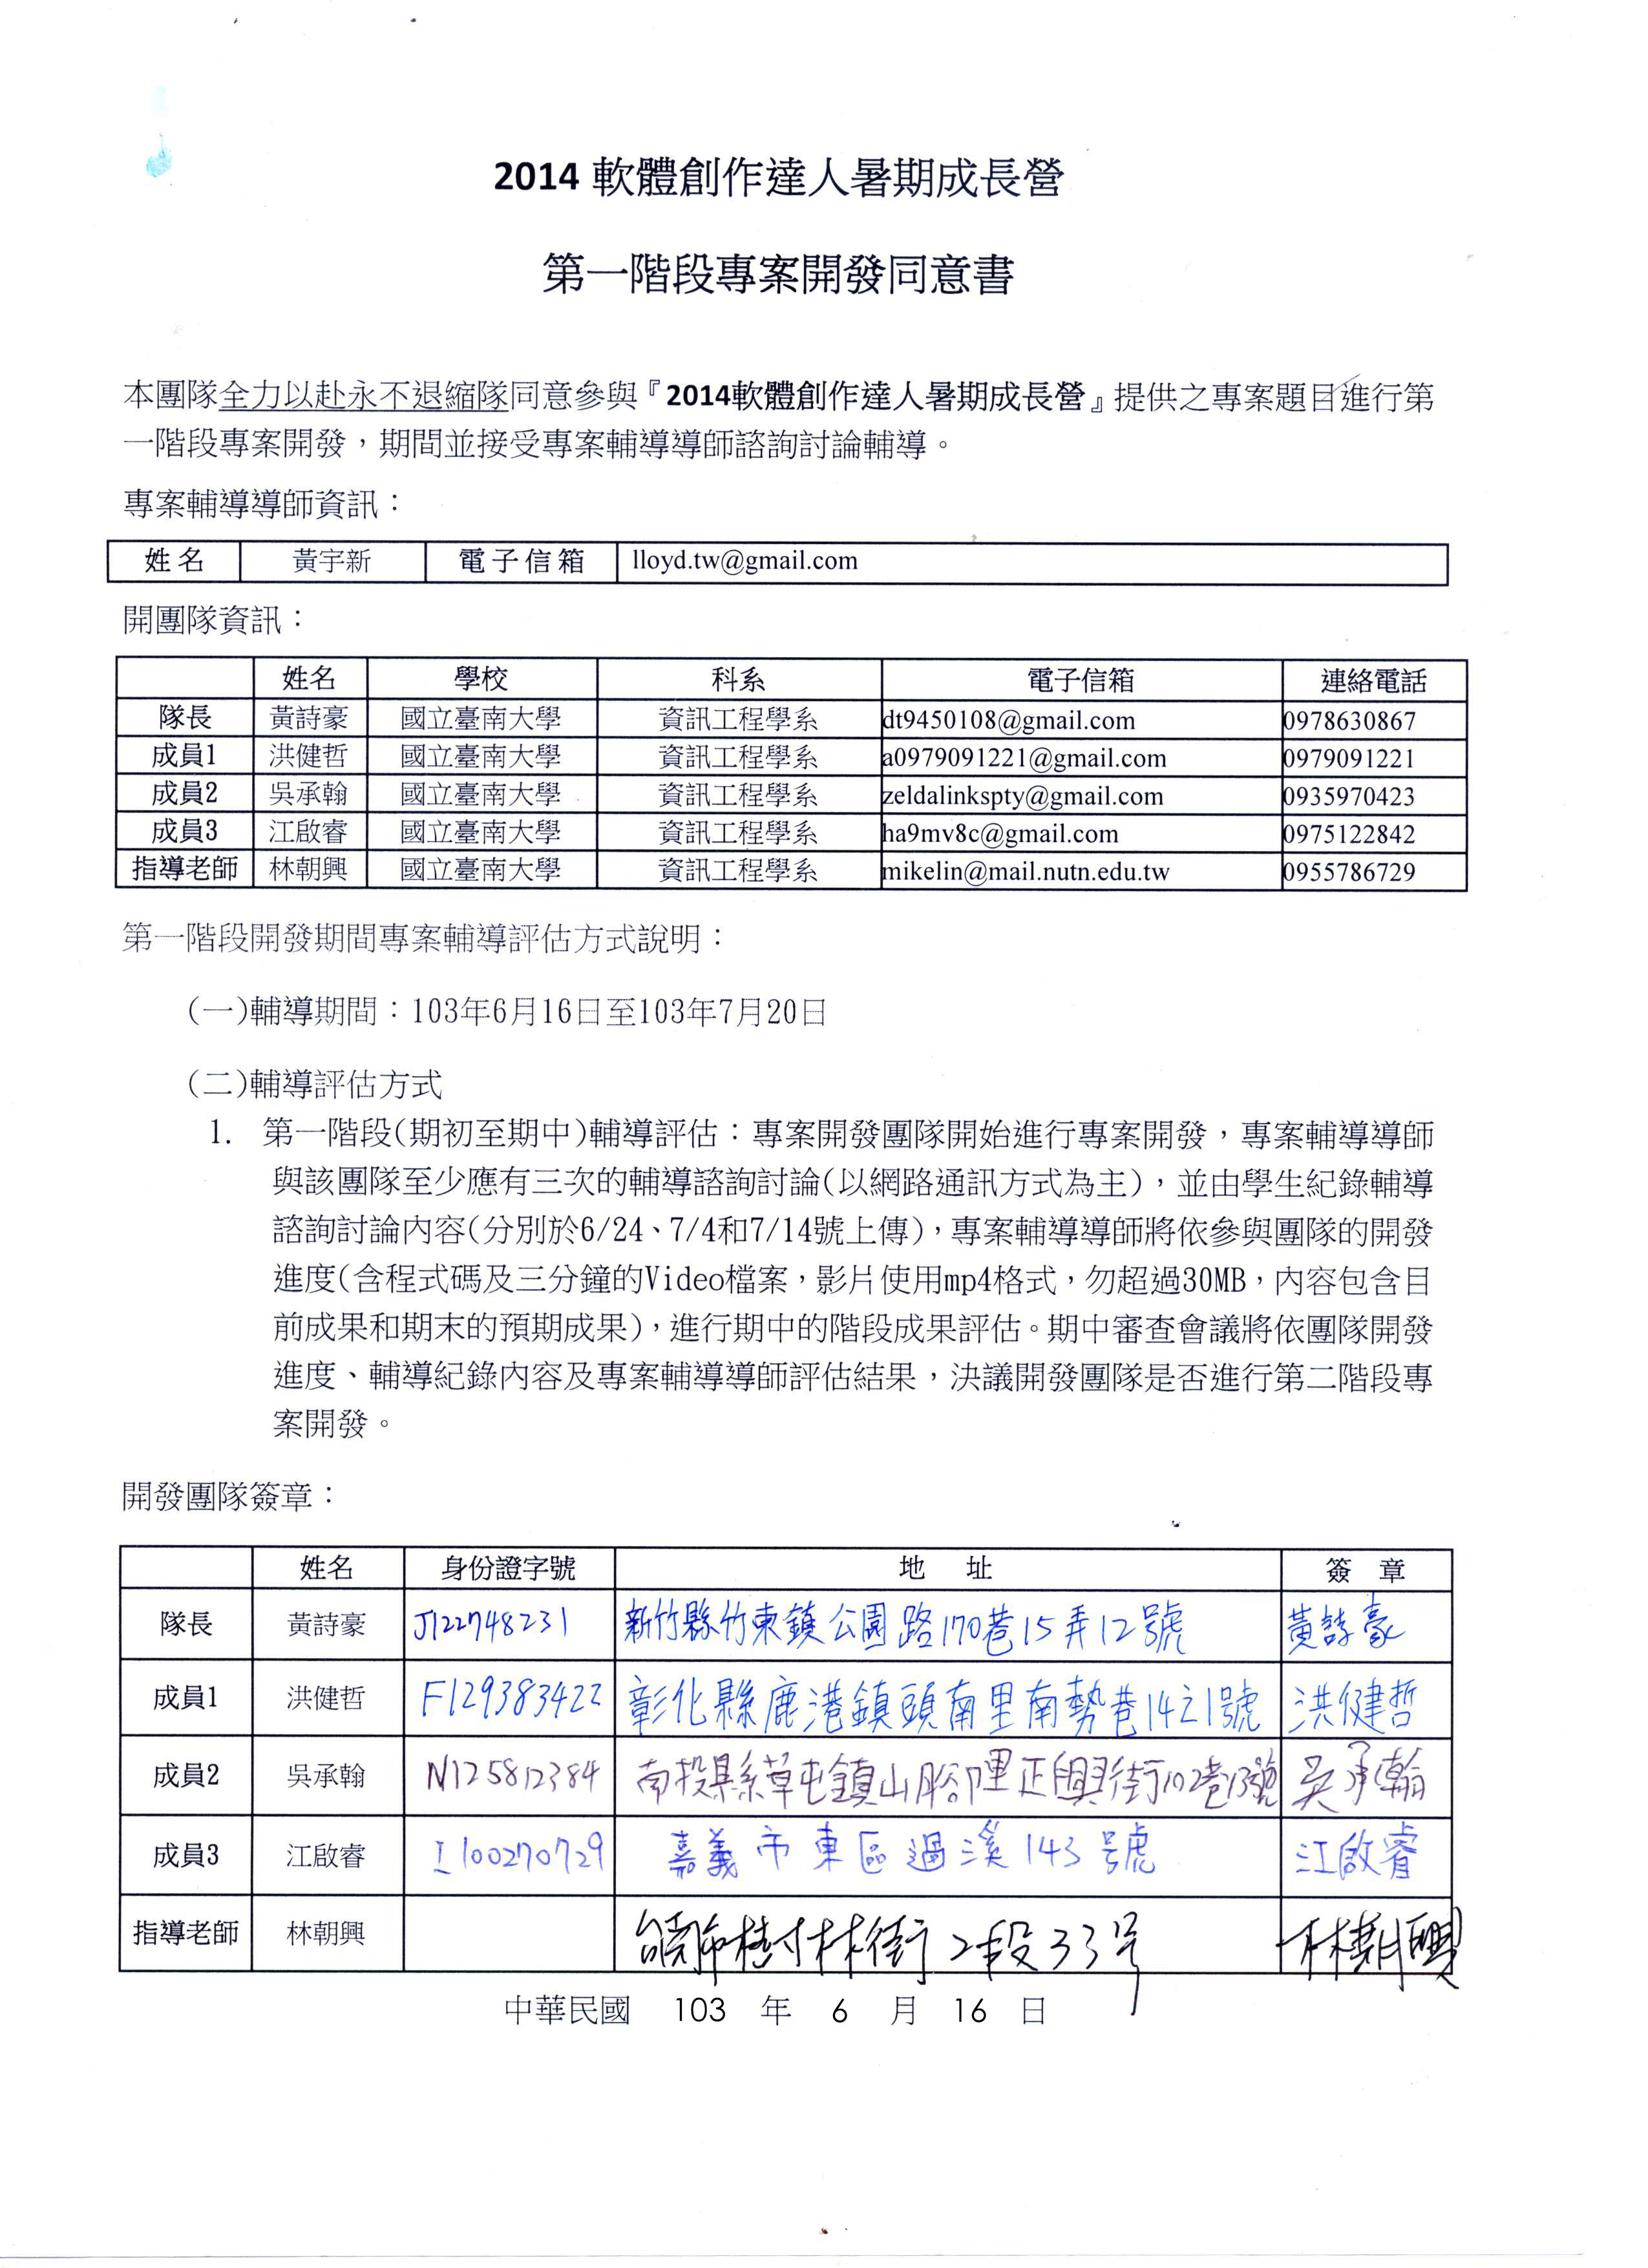 2014 軟體創作達人暑期成長營
第一階段專案開發同意書
本團隊全力以赴永不退縮隊同意參與『2014軟體創作達人暑期成長營』提供之專案題目進行第
一階段專案開發，期間並接受專案輔導導師諮詢討論輔導。
專案輔導導師資訊：
姓名 黃宇新 電子信箱 lloyd.tw@gmail.com
開團隊資訊：
姓名 學校 科系 電子信箱 連絡電話
隊長 黃詩豪 國立臺南大學 資訊工程學系 dt9450108@gmail.com 0978630867
成員1 洪健哲 國立臺南大學 資訊工程學系 a0979091221@gmail.com 0979091221
成員2 吳承翰 國立臺南大學 資訊工程學系 zeldalinkspty@gmail.com 0935970423
成員3 江啟睿 國立臺南大學 資訊工程學系 ha9mv8c@gmail.com 0975122842
指導老師 林朝興 國立臺南大學 資訊工程學系 mikelin@mail.nutn.edu.tw 0955786729
第一階段開發期間專案輔導評估方式說明：
(一)輔導期間：103年6月16日至103年7月20日
(二)輔導評估方式
1. 第一階段(期初至期中)輔導評估：專案開發團隊開始進行專案開發，專案輔導導師
與該團隊至少應有三次的輔導諮詢討論(以網路通訊方式為主)，並由學生紀錄輔導
諮詢討論內容(分別於6/24、7/4和7/14號上傳)，專案輔導導師將依參與團隊的開發
進度(含程式碼及三分鐘的Video檔案，影片使用mp4格式，勿超過30MB，內容包含目
前成果和期末的預期成果)，進行期中的階段成果評估。期中審查會議將依團隊開發
進度、輔導紀錄內容及專案輔導導師評估結果，決議開發團隊是否進行第二階段專
案開發。
開發團隊簽章：
姓名 身份證字號 地 址 簽 章
隊長 黃詩豪 J122748231 新竹縣竹東鎮公園路170巷15弄12號 黃詩豪
成員1 洪健哲 F129383422 彰化縣鹿港鎮頭南里南勢巷14之1號 洪健哲
成員2 吳承翰 N125812384 南投縣草屯鎮山腳里正興街102巷13號 吳承翰
成員3 江啟睿 I100270729 嘉義市東區過溪143號 江啟睿
指導老師 林朝興 台南市樹林街2段33号 林朝興
中華民國 103 年 6 月 16 日